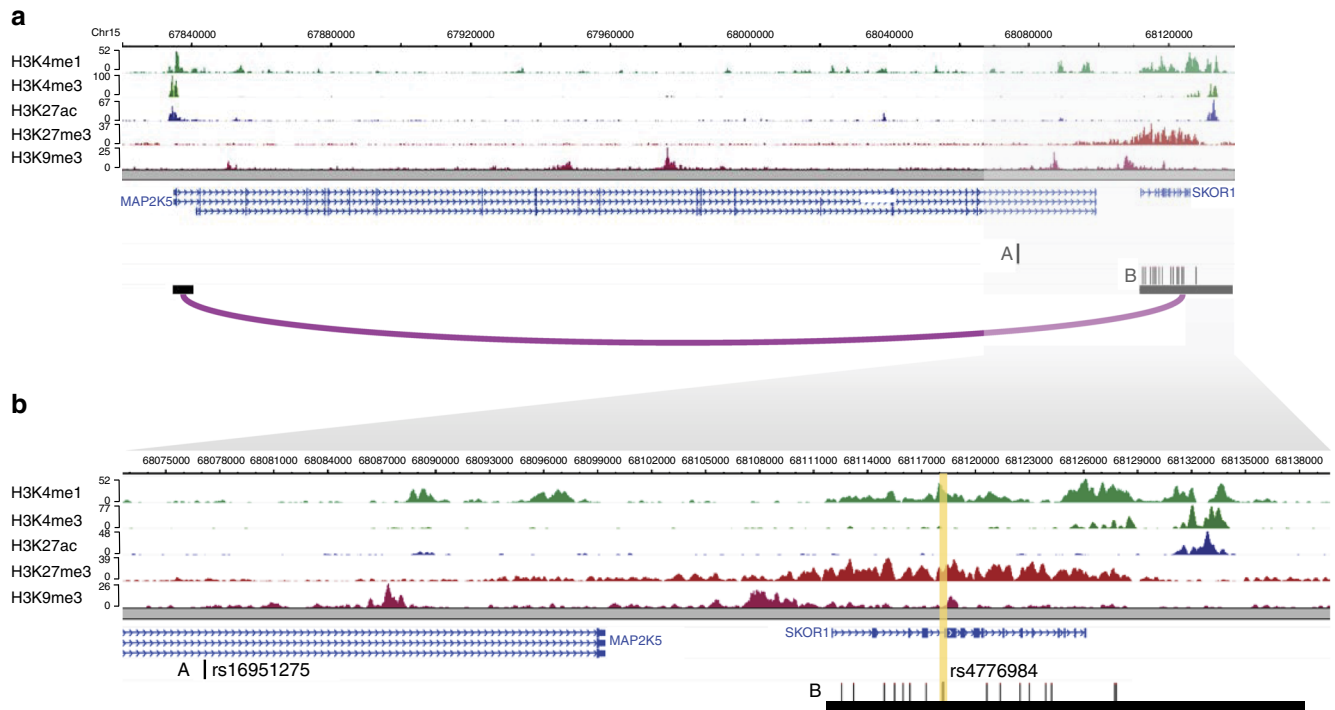 a
Chr15 67840000 67880000 67920000 67960000 68000000 68040000 68080000 68120000
H3K4me1 52 0
H3K4me3 100 0
H3K27ac 67 0
H3K27me3 37 0
H3K9me3 25 0
MAP2K5 SKOR1
A
B
b
68075000 68078000 68081000 68084000 68087000 68090000 68093000 68096000 68099000 68102000 68105000 68108000 68111000 68114000 68117000 68120000 68123000 68126000 68129000 68132000 68135000 68138000
H3K4me1 52 0
H3K4me3 77 0
H3K27ac 48 0
H3K27me3 39 0
H3K9me3 26 0
MAP2K5 SKOR1
A rs16951275 rs4776984
B